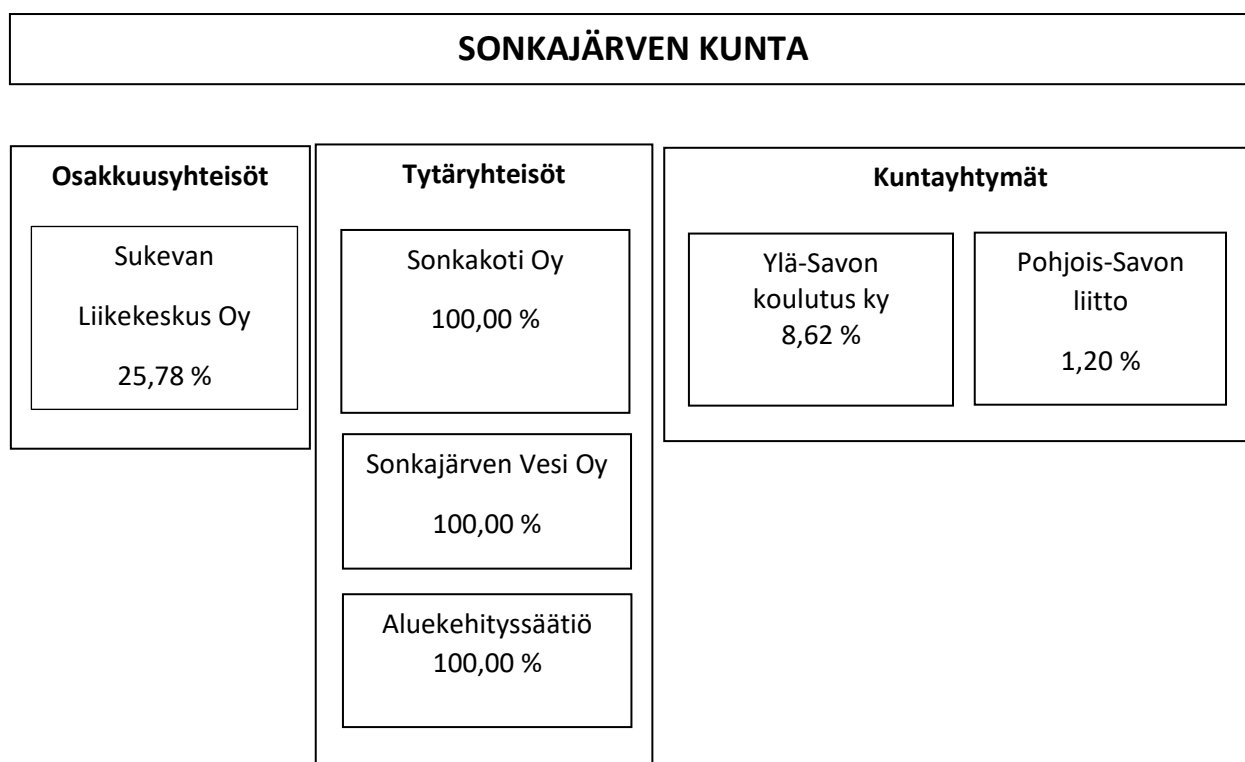 SONKAJÄRVEN KUNTA
Osakkuusyhteisöt
Sukevan
Liikekeskus Oy
25,78 %
Tytäryhteisöt
Sonkakoti Oy
100,00 %
Sonkajärven Vesi Oy
100,00 %
Aluekehityssäätiö
100,00 %
Kuntayhtymät
Ylä-Savon
koulutus ky
8,62 %
Pohjois-Savon
liitto
1,20 %